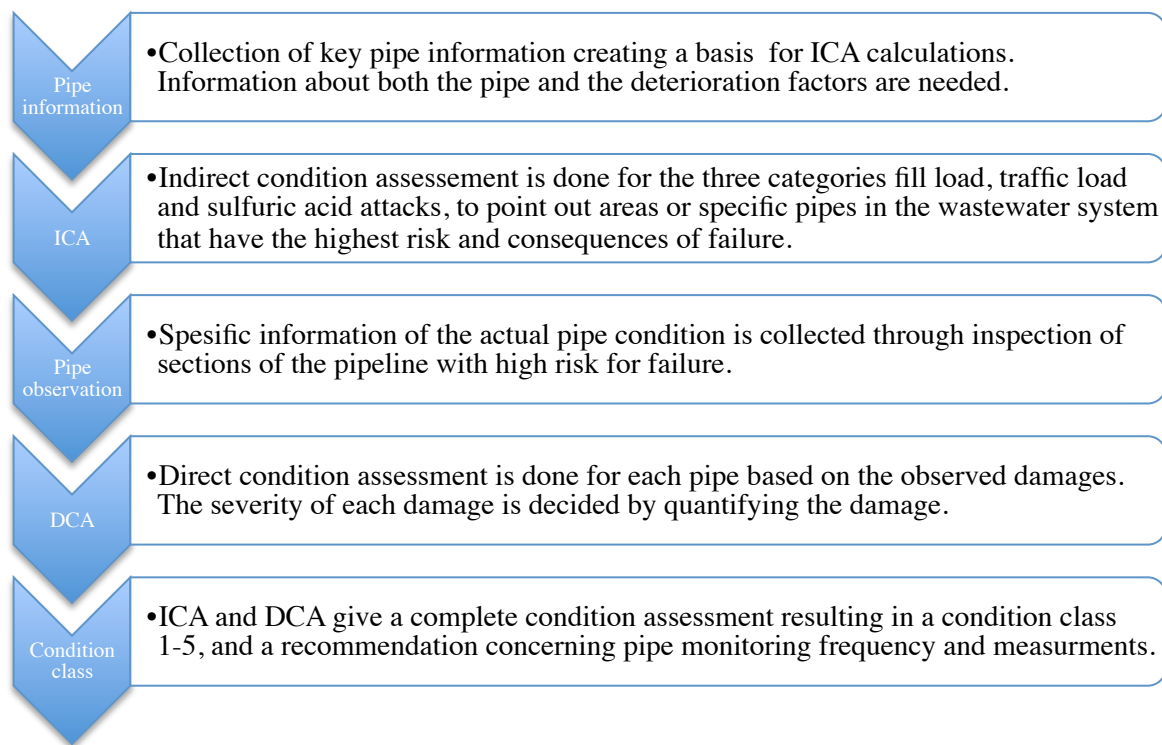 Pipe
information
•Collection of key pipe information creating a basis for ICA calculations.
Information about both the pipe and the deterioration factors are needed.
ICA
•Indirect condition assessement is done for the three categories fill load, traffic load
and sulfuric acid attacks, to point out areas or specific pipes in the wastewater system
that have the highest risk and consequences of failure.
Pipe
observation
•Spesific information of the actual pipe condition is collected through inspection of
sections of the pipeline with high risk for failure.
DCA
•Direct condition assessment is done for each pipe based on the observed damages.
The severity of each damage is decided by quantifying the damage.
Condition
class
•ICA and DCA give a complete condition assessment resulting in a condition class
1-5, and a recommendation concerning pipe monitoring frequency and measurments.